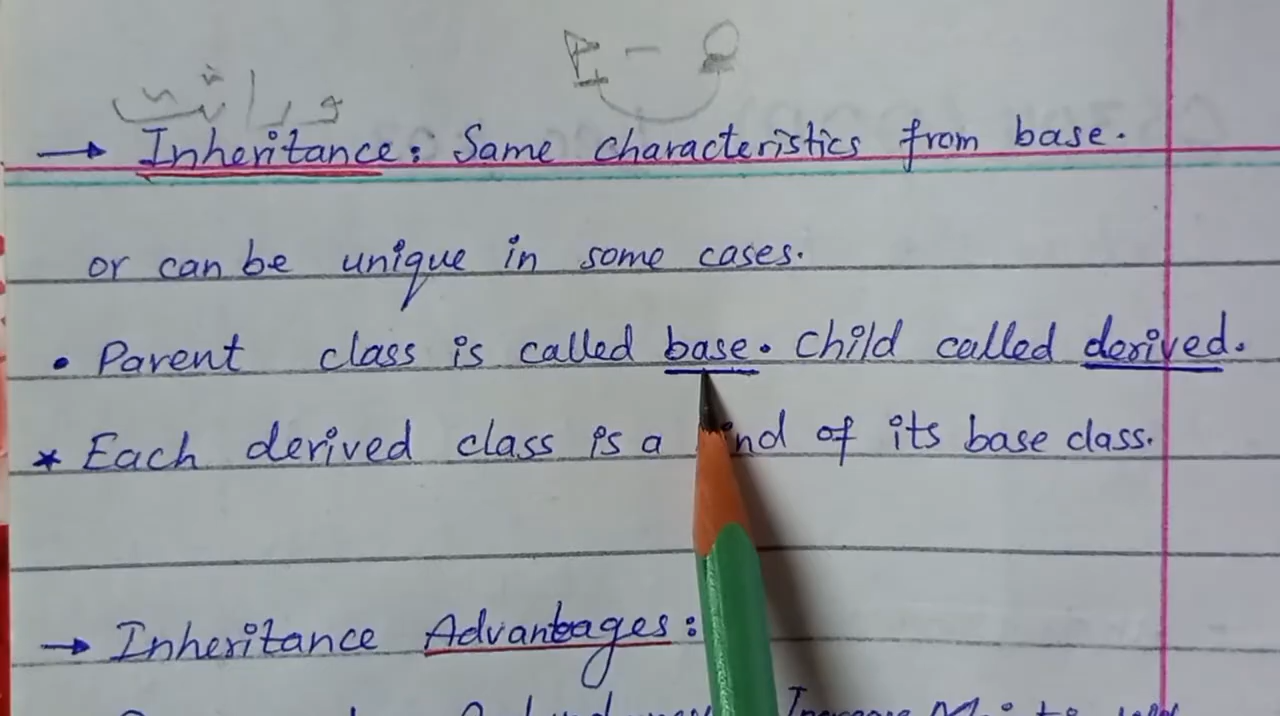 وراثت
→ Inheritance: Same characteristics from base.
or can be unique in some cases.
• Parent class is called base. Child called derived.
* Each derived class is a of its base class.
→ Inheritance Advantages: